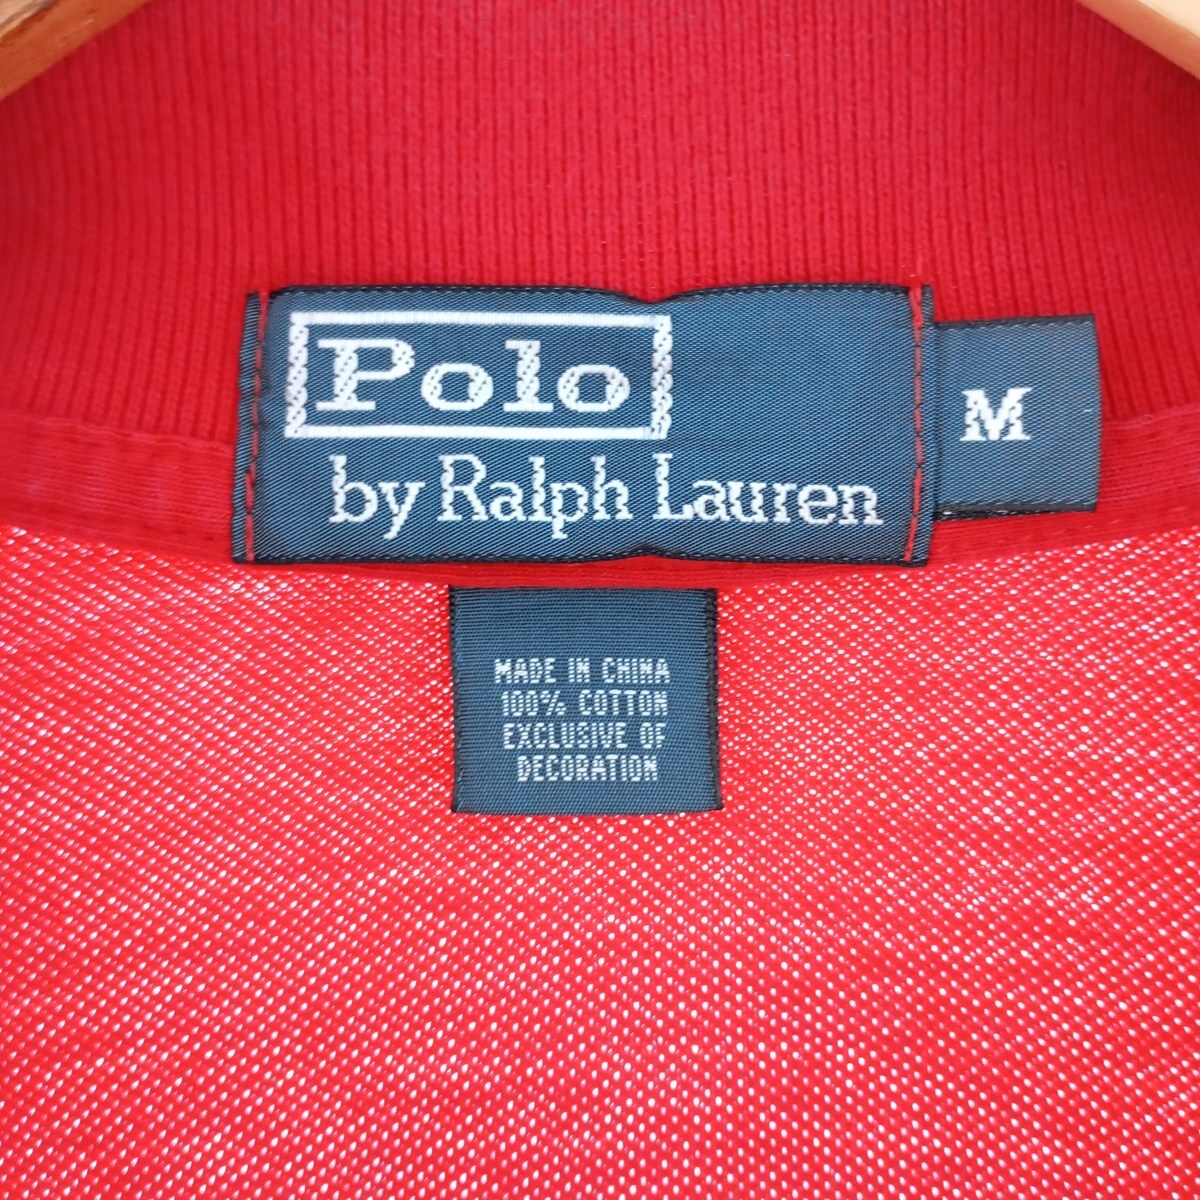 Polo
by Ralph Lauren
M
MADE IN CHINA
100% COTTON
EXCLUSIVE OF
DECORATION